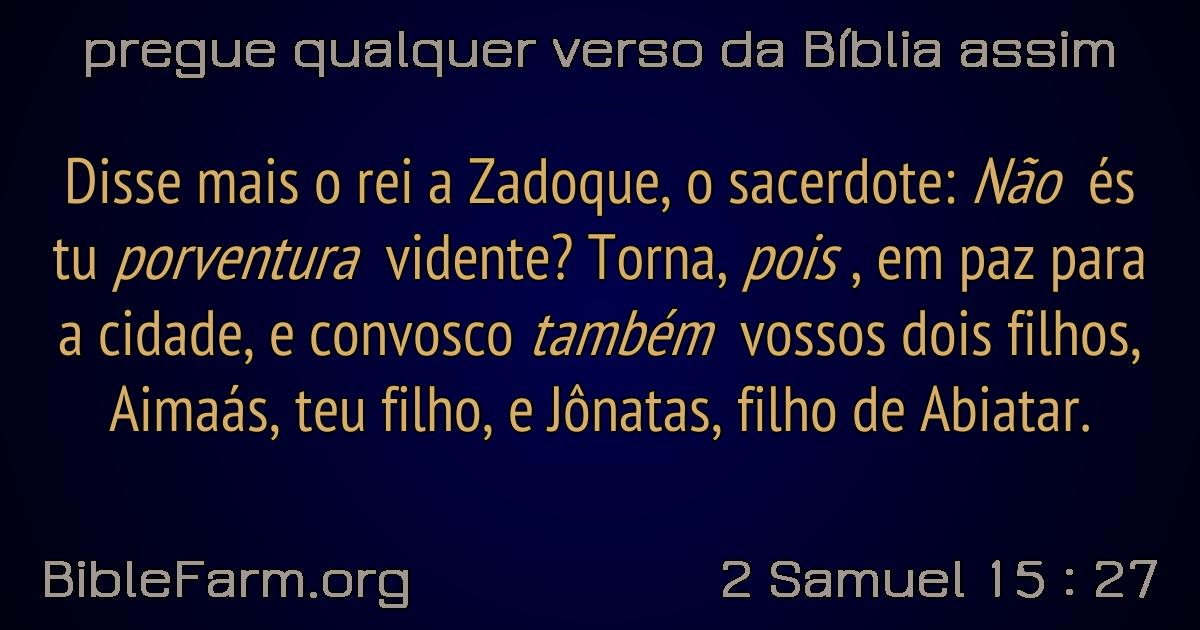 pregue qualquer verso da Bíblia assim
Disse mais o rei a Zadoque, o sacerdote: Não és
tu porventura vidente? Torna, pois , em paz para
a cidade, e convosco também vossos dois filhos,
Aimaás, teu filho, e Jônatas, filho de Abiatar.
BibleFarm.org
2 Samuel 15 : 27